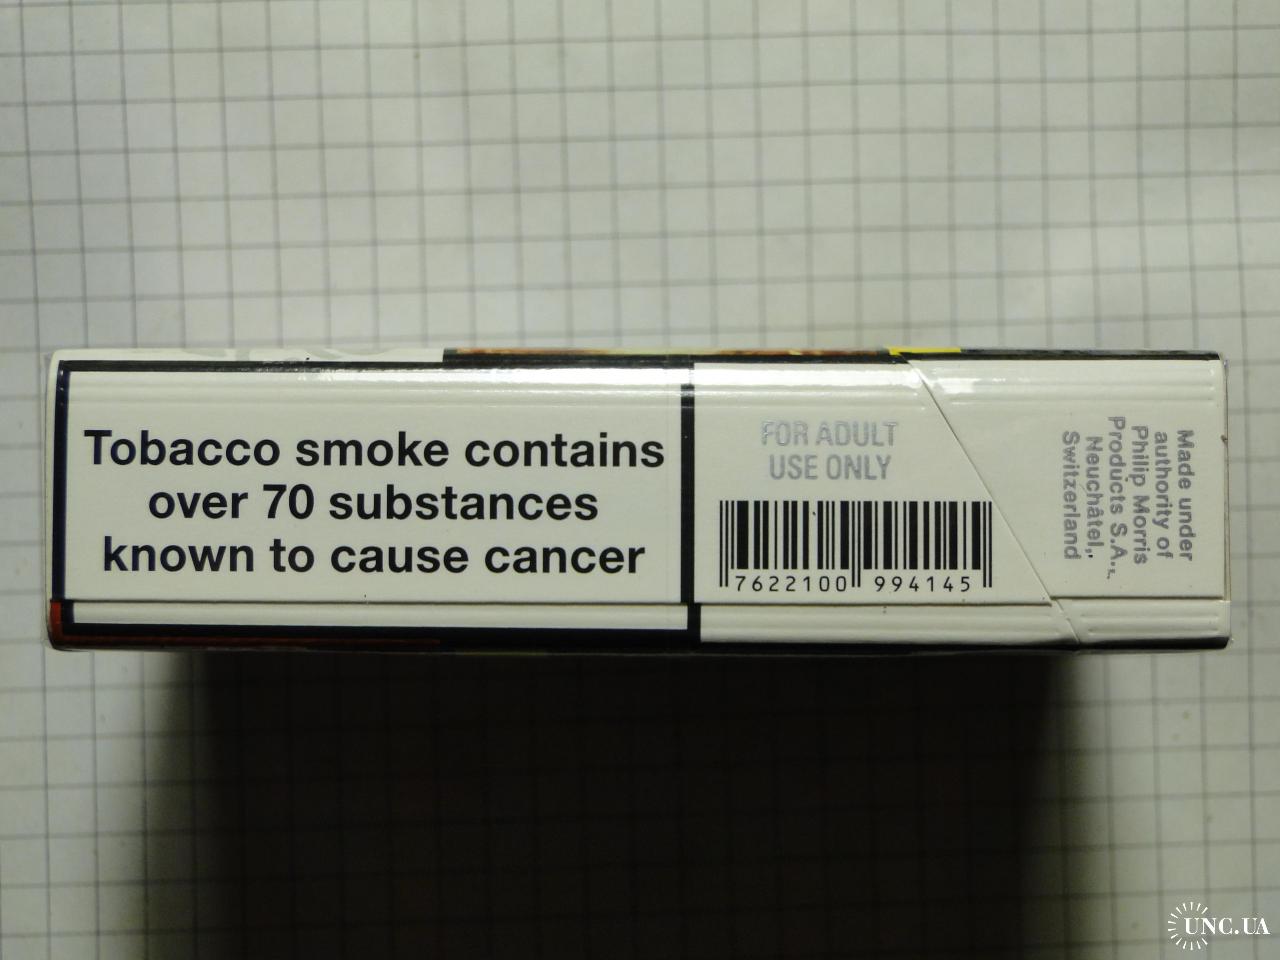 Tobacco smoke contains
over 70 substances
known to cause cancer
FOR ADULT
USE ONLY
7622100 994145
Made under
authority of
Philip Morris
Products S.A.,
Neuchâtel,
Switzerland
UNC.UA